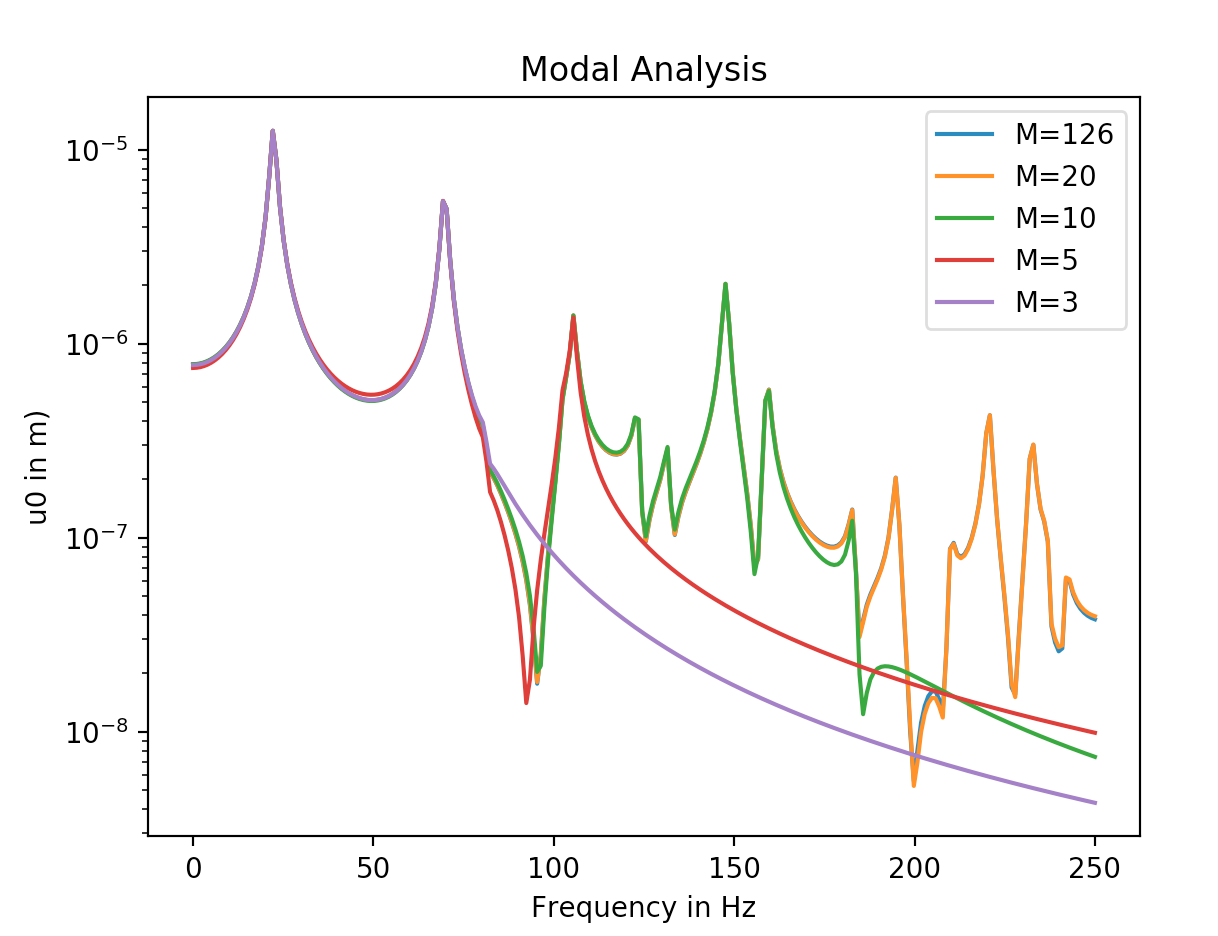 Modal Analysis
M=126
M=20
M=10
M=5
M=3
10⁻⁵
10⁻⁶
10⁻⁷
10⁻⁸
u0 in m)
0 50 100 150 200 250
Frequency in Hz